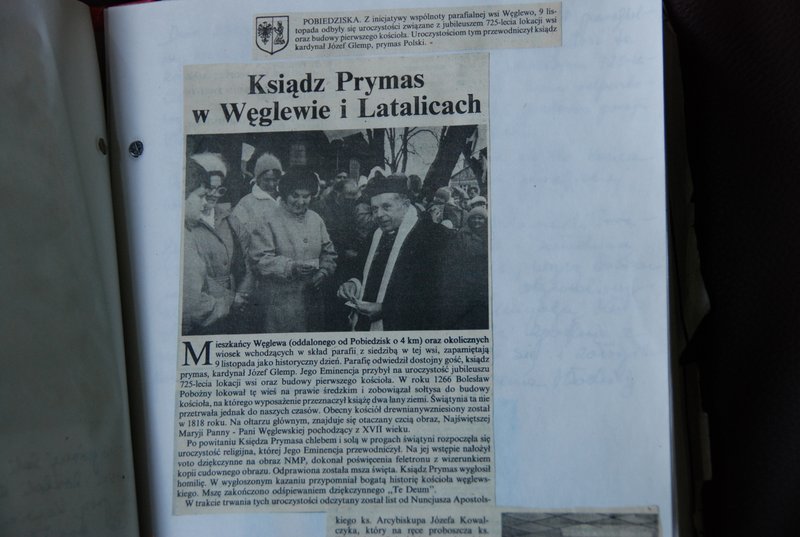 POBIEDZISKA. Z inicjatywy wspólnoty parafialnej wsi Węglewo, 9 lis-
topada odbyły się uroczystości związane z jubileuszem 725-lecia lokacji wsi
oraz budowy pierwszego kościoła. Uroczystościom tym przewodniczył ksiądz
kardynał Józef Glemp, prymas Polski. -
Ksiądz Prymas
w Węglewie i Latalicach
Mieszkańcy Węglewa (oddalonego od Pobiedzisk o 4 km) oraz okolicznych
wiosek wchodzących w skład parafii z siedzibą w tej wsi, zapamiętają
9 listopada jako historyczny dzień. Parafię odwiedził dostojny gość, ksiądz
prymas, kardynał Józef Glemp. Jego Eminencja przybył na uroczystość jubileuszu
725-lecia lokacji wsi oraz budowy pierwszego kościoła. W roku 1266 Bolesław
Pobożny lokował tę wieś na prawie średzkim i zobowiązał sołtysa do budowy
kościoła, na którego wyposażenie przeznaczył książę dwa łany ziemi. Świątynia ta nie
przetrwała jednak do naszych czasów. Obecny kościół drewnianywzniesiony został
w 1818 roku. Na ołtarzu głównym, znajduje się otaczany czcią obraz, Najświętszej
Maryji Panny - Pani Węglewskiej pochodzący z XVII wieku.
Po powitaniu Księdza Prymasa chlebem i solą w progach świątyni rozpoczęła się
uroczystość religijna, której Jego Eminencja przewodniczył. Na jej wstępie nałożył
voto dziękczynne na obraz NMP, dokonał poświęcenia feletronu z wizerunkiem
kopii cudownego obrazu. Odprawiona została msza święta. Ksiądz Prymas wygłosił
homilię. W wygłoszonym kazaniu przypomniał bogatą historię kościoła węglews-
kiego. Mszę zakończono odśpiewaniem dziękczynnego „Te Deum".
W trakcie trwania tych uroczystości odczytany został list od Nuncjusza Apostols-
kiego ks. Arcybiskupa Józefa Kowal-
czyka, który na ręce proboszcza ks.